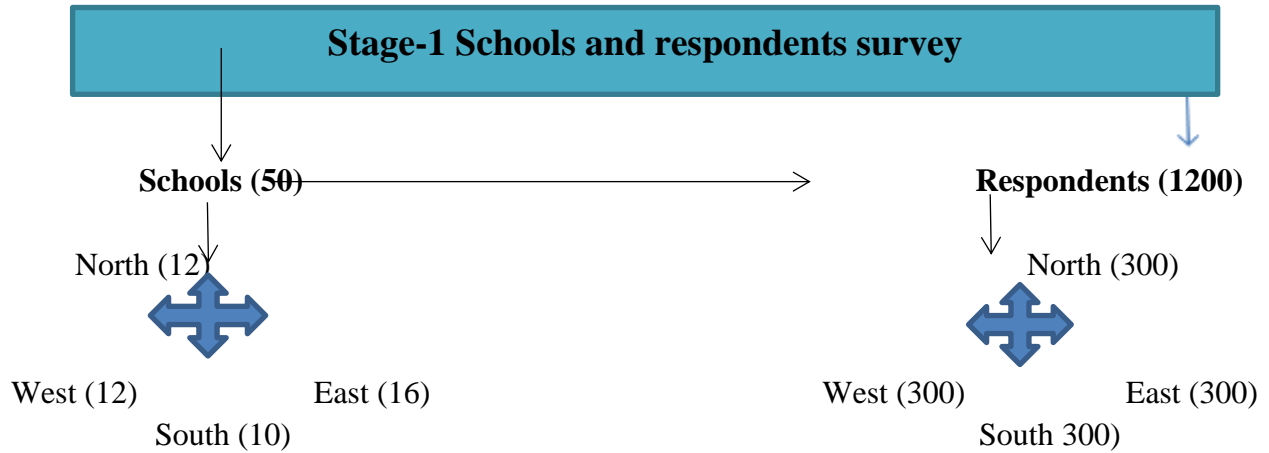 Stage-1 Schools and respondents survey
Schools (50)
Respondents (1200)
North (12)
North (300)
West (12)
East (16)
West (300)
East (300)
South (10)
South 300)